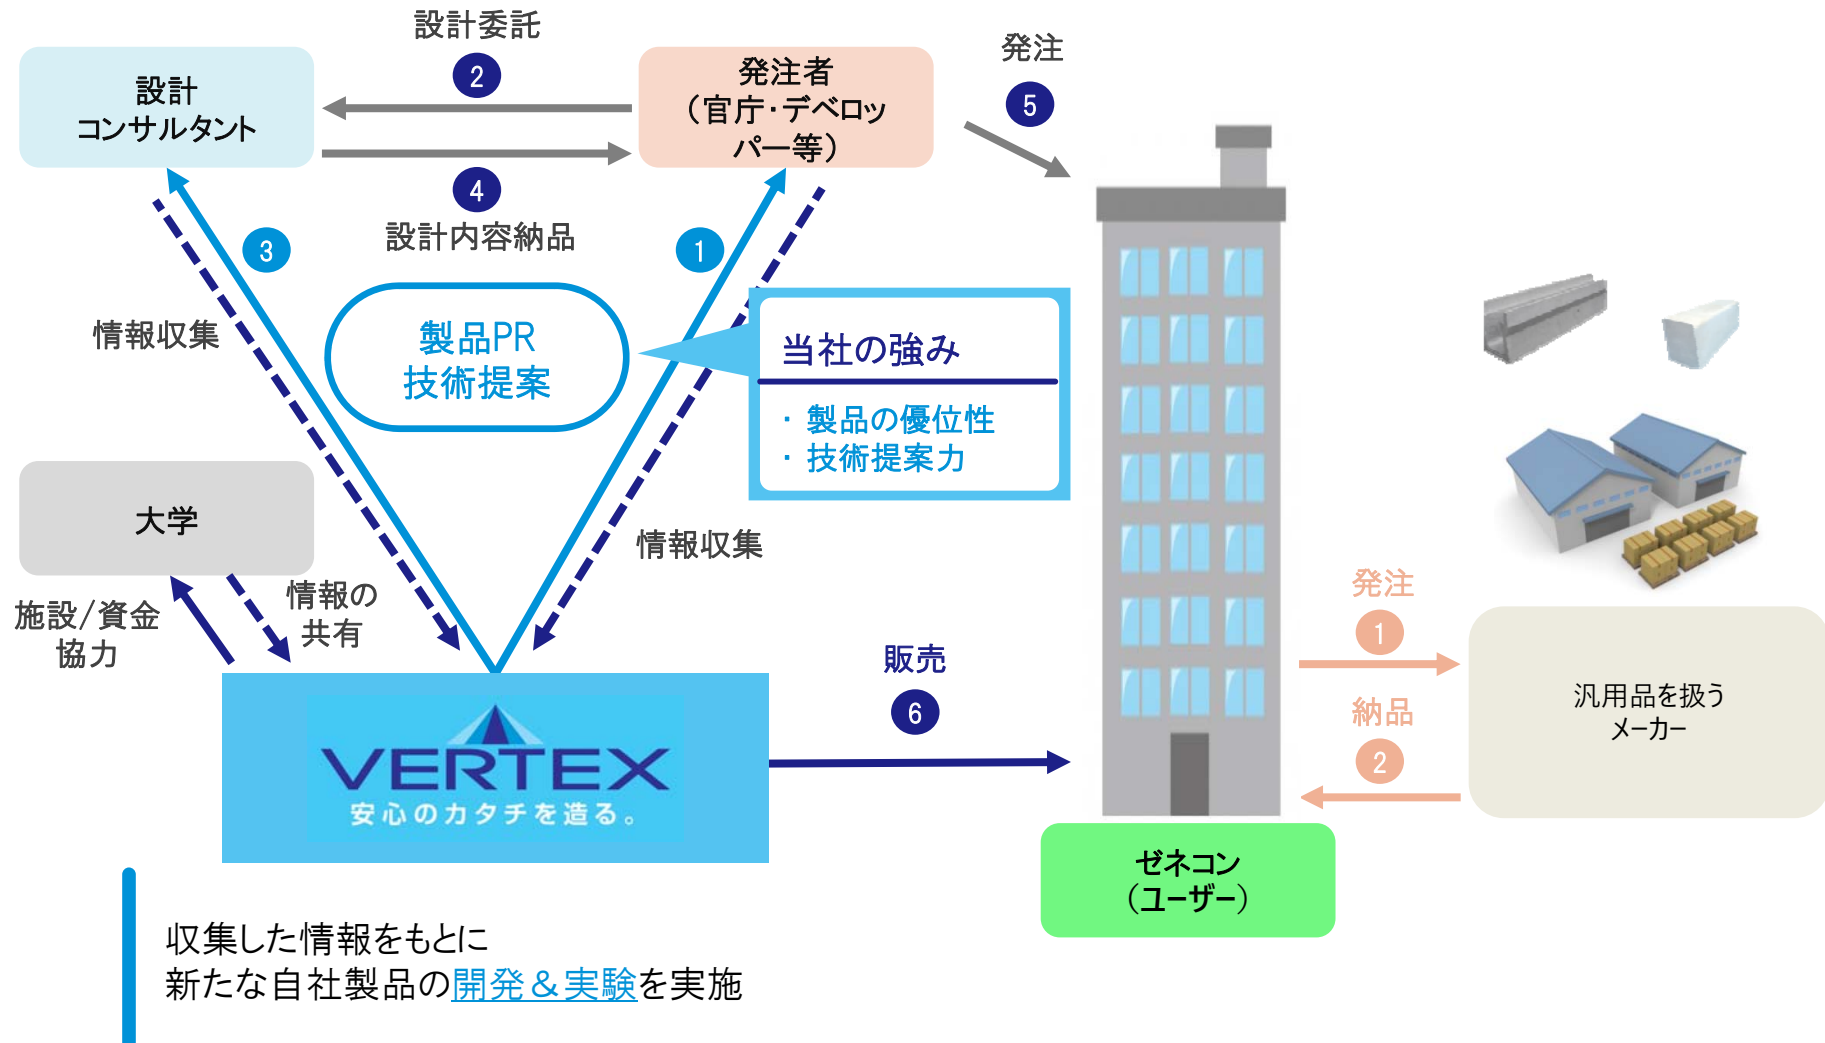 設計委託
2
設計
コンサルタント
発注者
（官庁・デベロッ
パー等）
発注
5
4
設計内容納品
3
1
情報収集
製品PR
技術提案
当社の強み
・製品の優位性
・技術提案力
大学
情報収集
施設/資金
協力
情報の
共有
販売
6
VERTEX
安心のカタチを造る。
発注
1
納品
2
汎用品を扱う
メーカー
ゼネコン
（ユーザー）
収集した情報をもとに
新たな自社製品の開発＆実験を実施